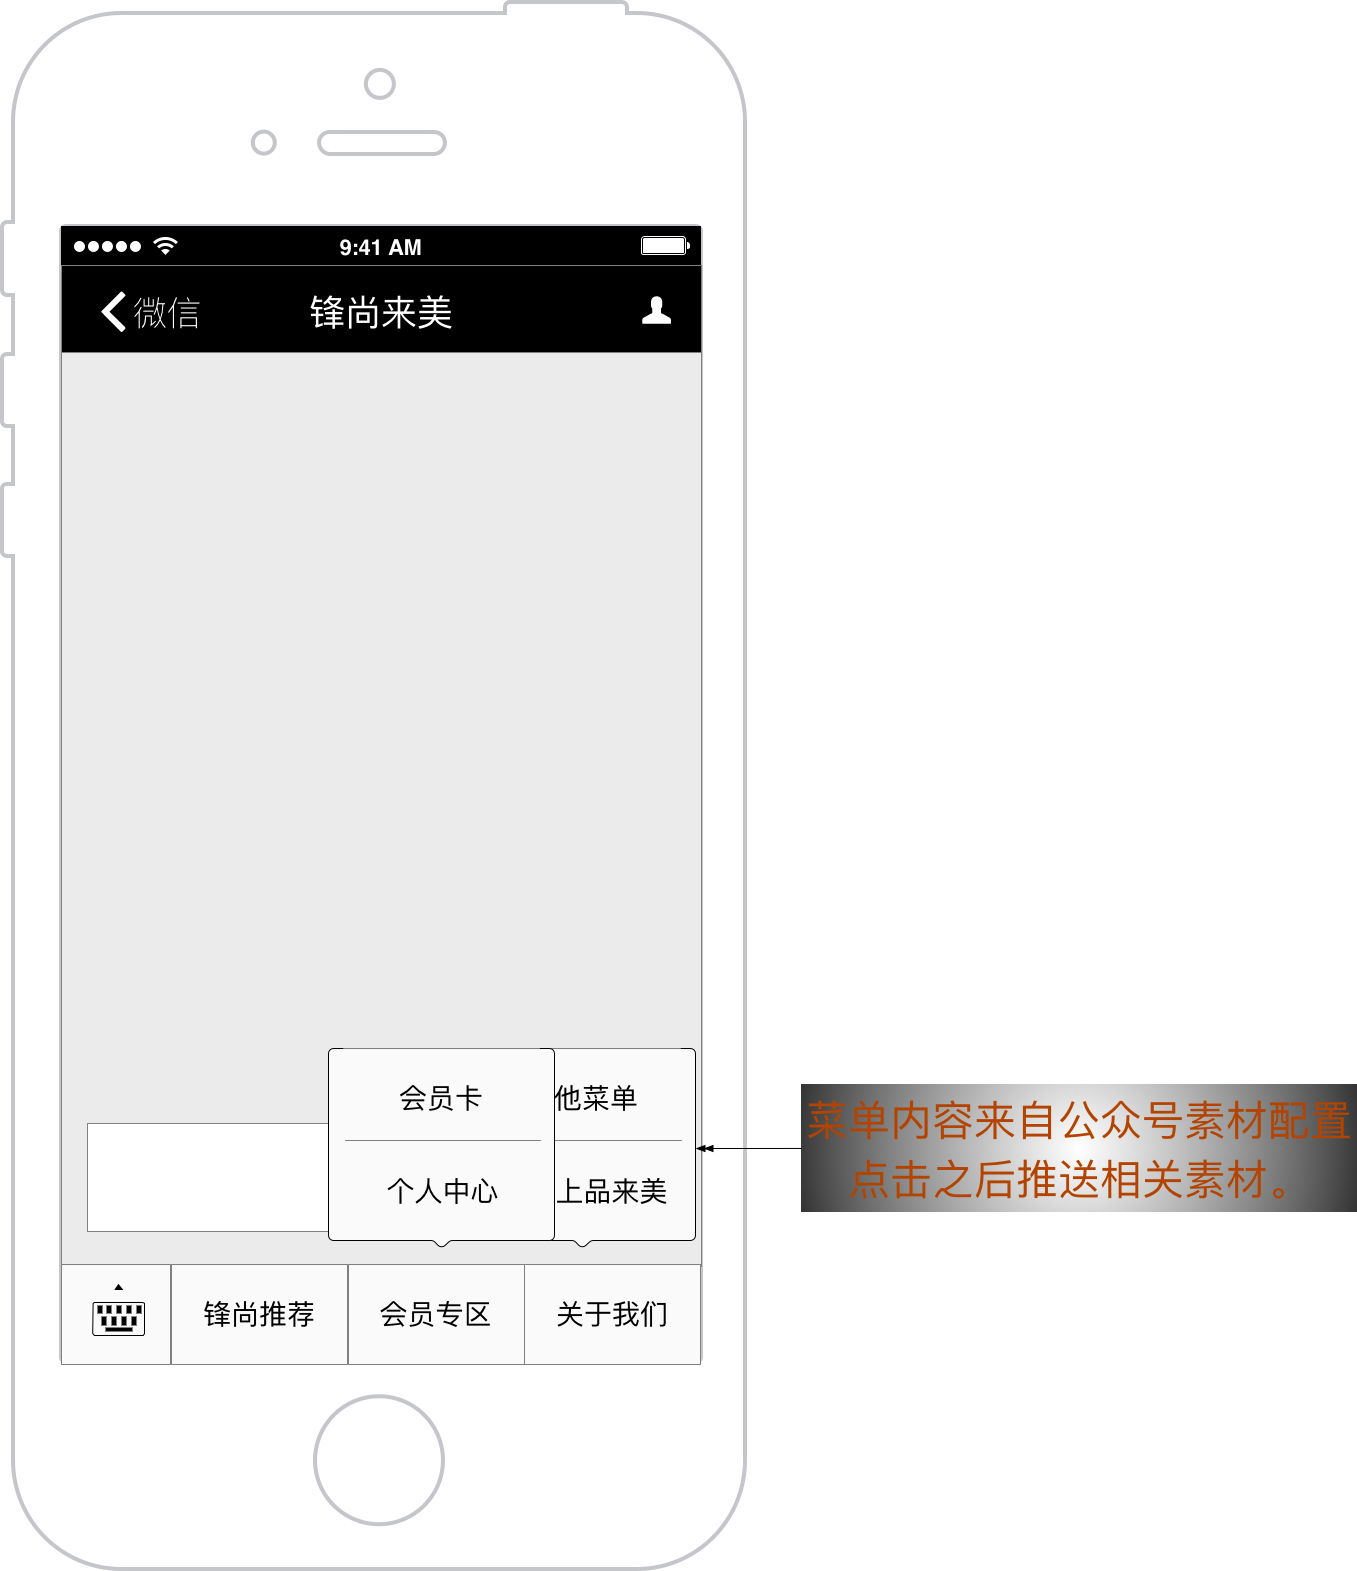 9:41 AM
微信
锋尚来美
会员卡
他菜单
个人中心
上品来美
菜单内容来自公众号素材配置
点击之后推送相关素材。
锋尚推荐
会员专区
关于我们